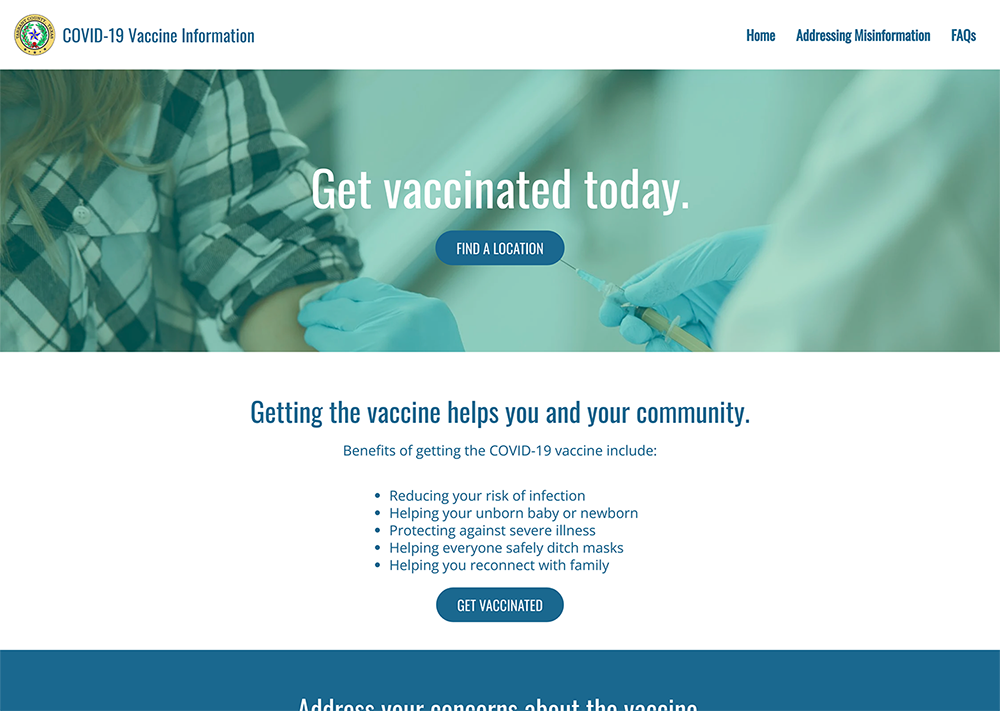 COVID-19 Vaccine Information
Home
Addressing Misinformation
FAQs
Get vaccinated today.
FIND A LOCATION
Getting the vaccine helps you and your community.
Benefits of getting the COVID-19 vaccine include:
Reducing your risk of infection
Helping your unborn baby or newborn
Protecting against severe illness
Helping everyone safely ditch masks
Helping you reconnect with family
GET VACCINATED
Address your concerns about the vaccine